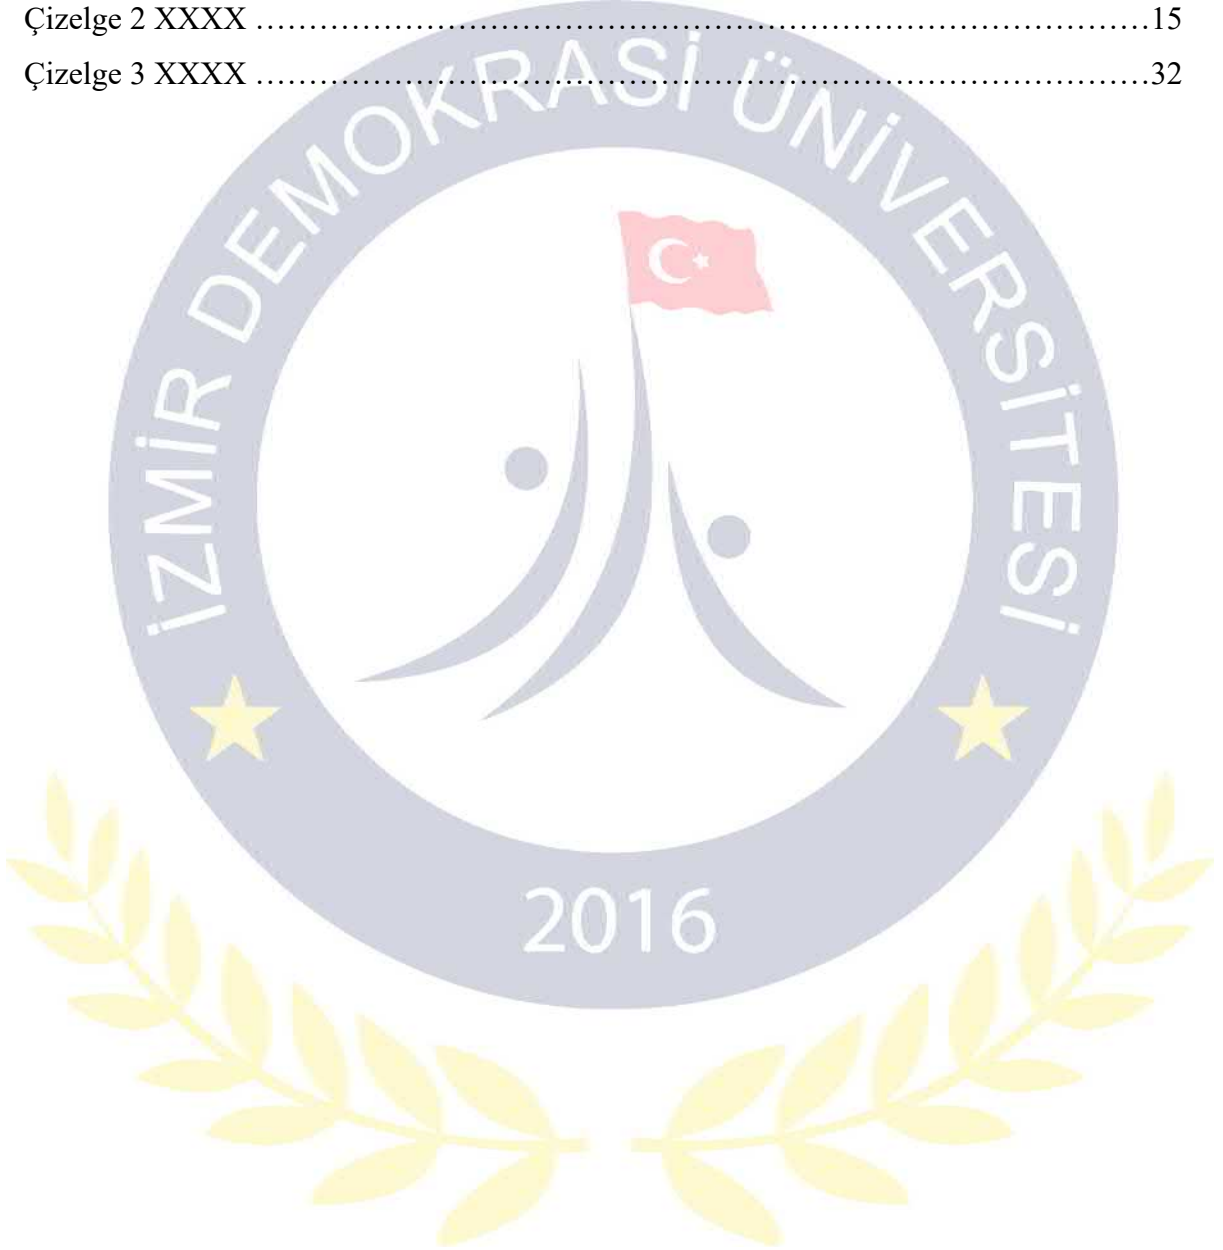 Çizelge 2 XXXX ……………………………………………………………………………15
Çizelge 3 XXXX ……………………………………………………………………………32
İZMİR DEMOKRASİ ÜNİVERSİTESİ
2016